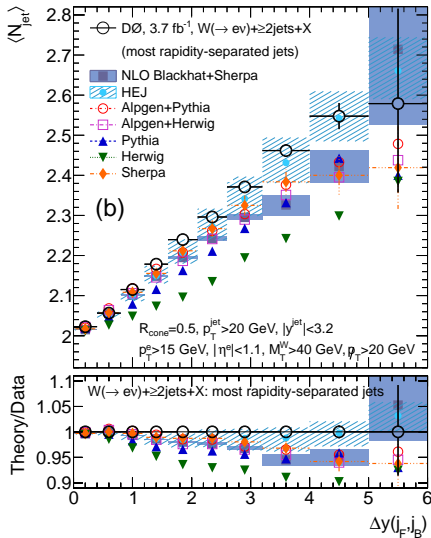 ⟨N_jet⟩
2.8
2.7
2.6
2.5
2.4
2.3
2.2
2.1
2
DØ, 3.7 fb⁻¹, W(→ eν)+≥2jets+X
(most rapidity-separated jets)
NLO Blackhat+Sherpa
HEJ
Alpgen+Pythia
Alpgen+Herwig
Pythia
Herwig
Sherpa
(b)
R_cone=0.5, p_T^jet>20 GeV, |y^jet|<3.2
p_T^e>15 GeV, |η^e|<1.1, M_T^W>40 GeV, p̸_T>20 GeV
Theory/Data
1.1
1.05
1
0.95
0.9
W(→ eν)+≥2jets+X: most rapidity-separated jets
0 1 2 3 4 5 6
Δy(j_F,j_B)